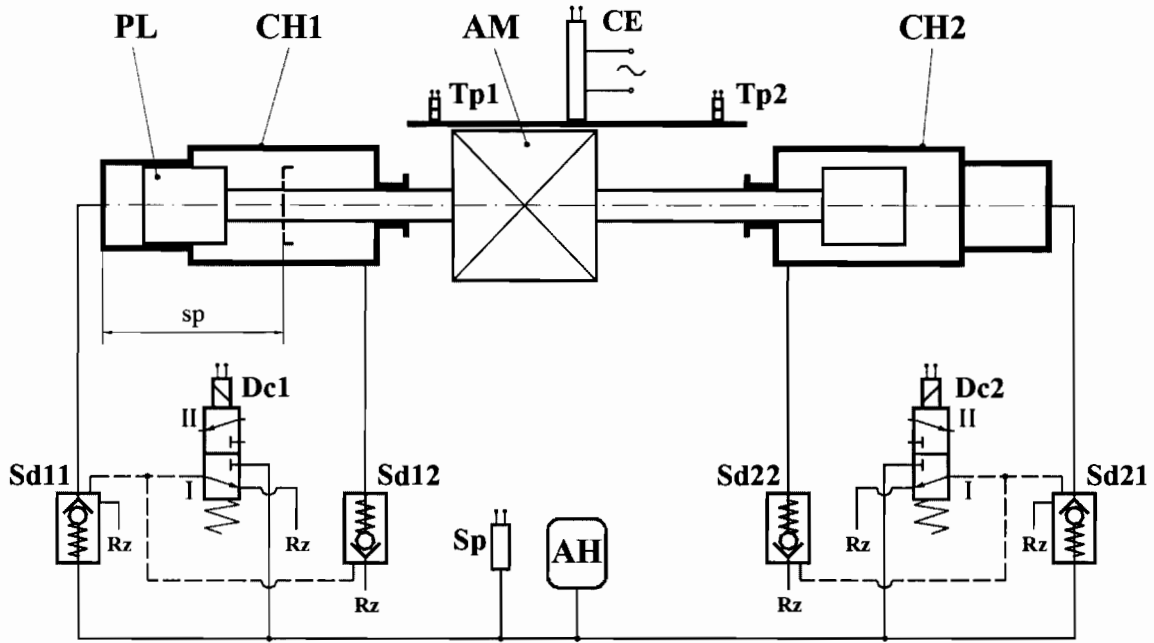 PL CH1 AM CE CH2
Tp1 Tp2
sp
Dc1 Dc2
II II
Sd11 Sd12 Sd22 Sd21
I I
Rz Rz Sp AH Rz Rz
Rz Rz